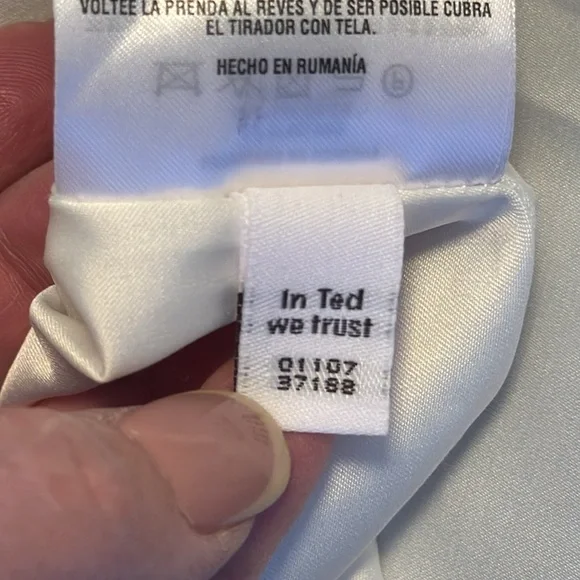 VOLTEE LA PRENDA AL REVÉS Y DE SER POSIBLE CUBRA
EL TIRADOR CON TELA.
HECHO EN RUMANÍA
In Ted
we trust
01107
37188